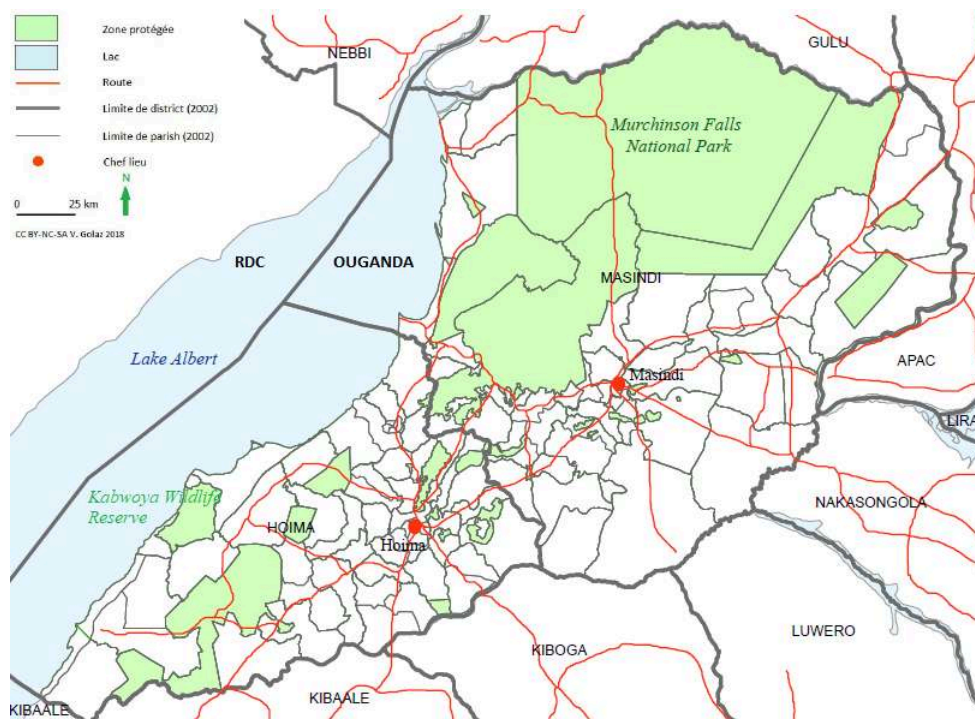 Zone protégée
Lac
Route
Limite de district (2002)
Limite de parish (2002)
Chef lieu
N
0 25 km
CC BY-NC-SA V. Golaz 2018
NEBBI
GULU
Murchinson Falls
National Park
RDC
OUGANDA
MASINDI
Lake Albert
Masindi
APAC
LIRA
Kabwoya Wildlife
Reserve
NAKASONGOLA
HOIMA
Hoima
LUWERO
KIBOGA
KIBAALE
KIBAALE